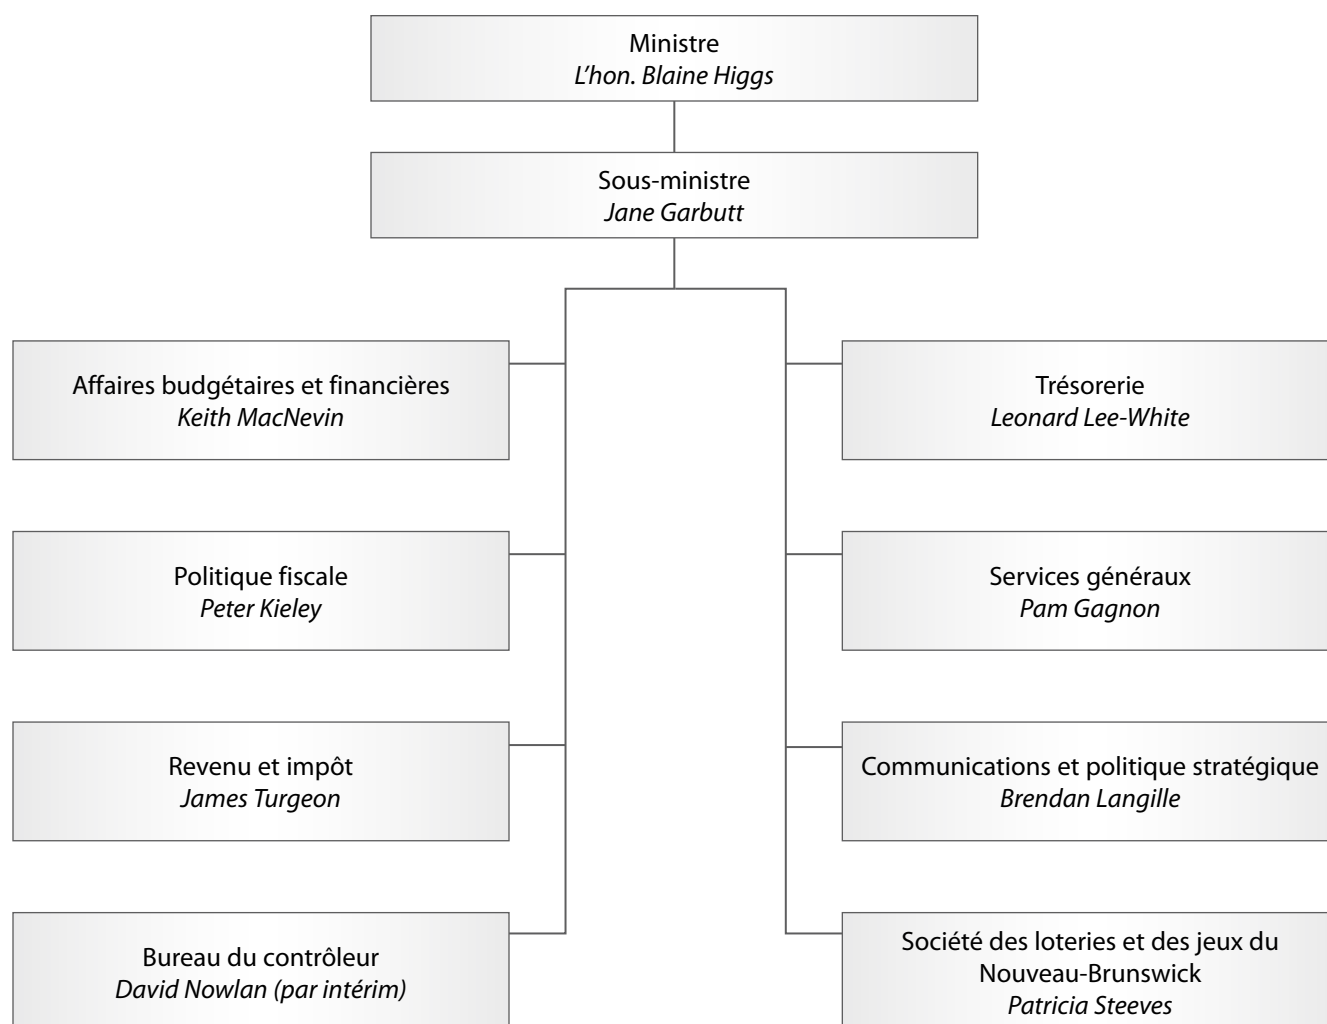 Ministre
L'hon. Blaine Higgs
Sous-ministre
Jane Garbutt
Affaires budgétaires et financières
Keith MacNevin
Trésorerie
Leonard Lee-White
Politique fiscale
Peter Kieley
Services généraux
Pam Gagnon
Revenu et impôt
James Turgeon
Communications et politique stratégique
Brendan Langille
Bureau du contrôleur
David Nowlan (par intérim)
Société des loteries et des jeux du
Nouveau-Brunswick
Patricia Steeves